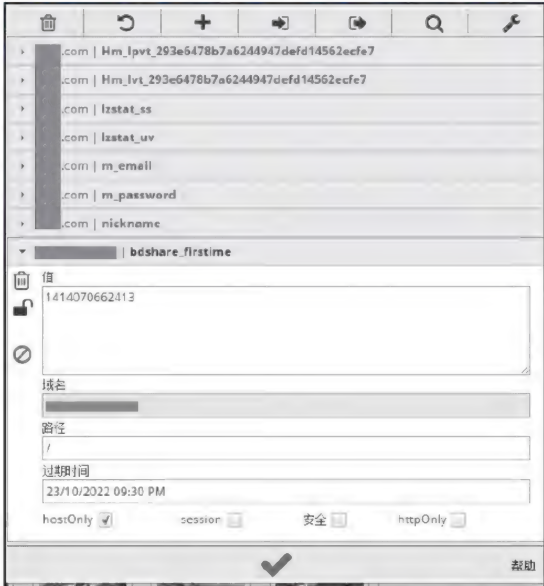 .com | Hm_lpvt_293e6478b7a6244947defd14562ecfe7
.com | Hm_lvt_293e6478b7a6244947defd14562ecfe7
.com | lzstat_ss
.com | lzstat_uv
.com | m_email
.com | m_password
.com | nickname
| bdshare_firstime
值
1414070662413
域名
路径
/
过期时间
23/10/2022 09:30 PM
hostOnly session 安全 httpOnly
帮助